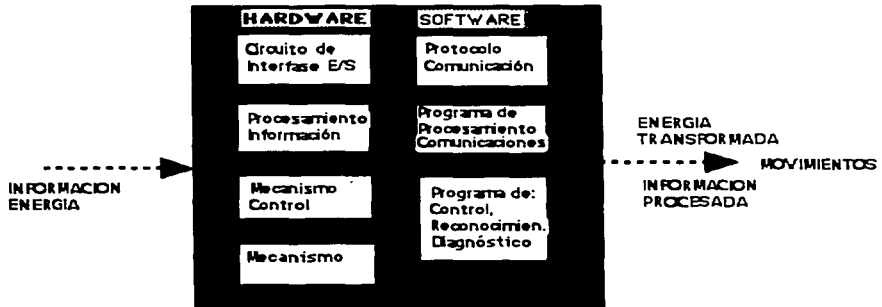 HARDWARE
SOFTWARE
Circuito de
Interfase E/S
Protocolo
Comunicación
Procesamiento
Información
Programa de
Procesamiento
Comunicaciones
Mecanismo
Control
Programa de:
Control,
Reconocimien.
Diagnóstico
Mecanismo
INFORMACION
ENERGIA
ENERGIA
TRANSFORMADA
MOVIMIENTOS
INFORMACION
PROCESADA